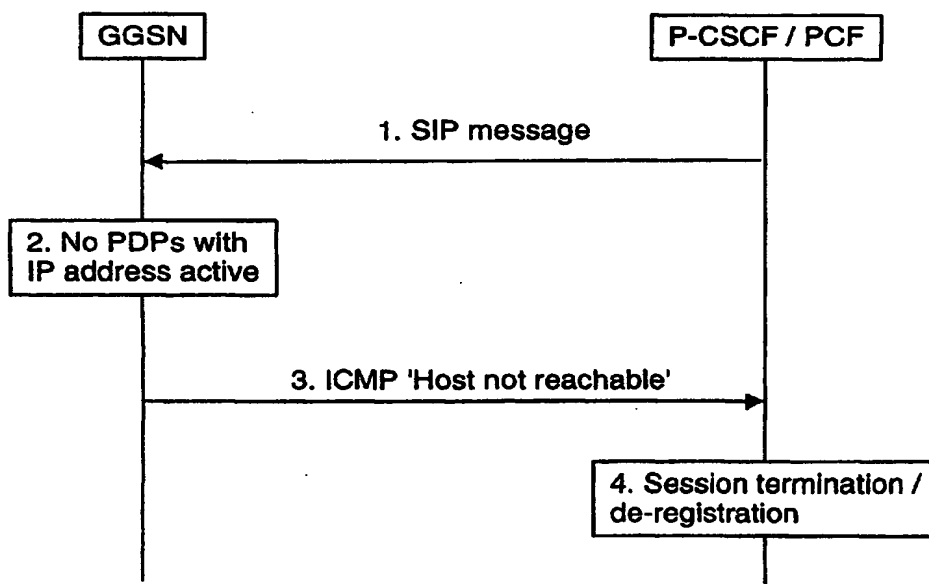 GGSN
P-CSCF / PCF
1. SIP message
2. No PDPs with
IP address active
3. ICMP 'Host not reachable'
4. Session termination /
de-registration